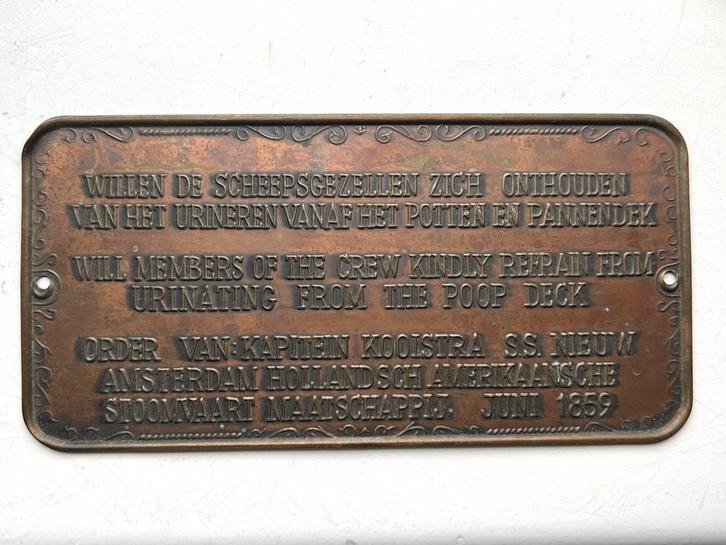 WILLEN DE SCHEEPSGEZELLEN ZICH ONTHOUDEN
VAN HET URINEREN VANAF HET POTTEN EN PANNENDEK
WILL MEMBERS OF THE CREW KINDLY REFRAIN FROM
URINATING FROM THE POOP DECK
ORDER VAN: KAPITEIN KOOISTRA S.S. NIEUW
AMSTERDAM HOLLANDSCH AMERIKAANSCHE
STOOMVAART MAATSCHAPPIJ. JUNI 1859